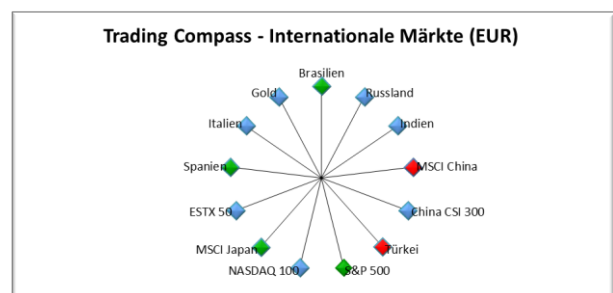 Trading Compass - Internationale Märkte (EUR)
Brasilien
Gold
Russland
Italien
Indien
Spanien
MSCI China
ESTX 50
China CSI 300
MSCI Japan
Türkei
NASDAQ 100
S&P 500